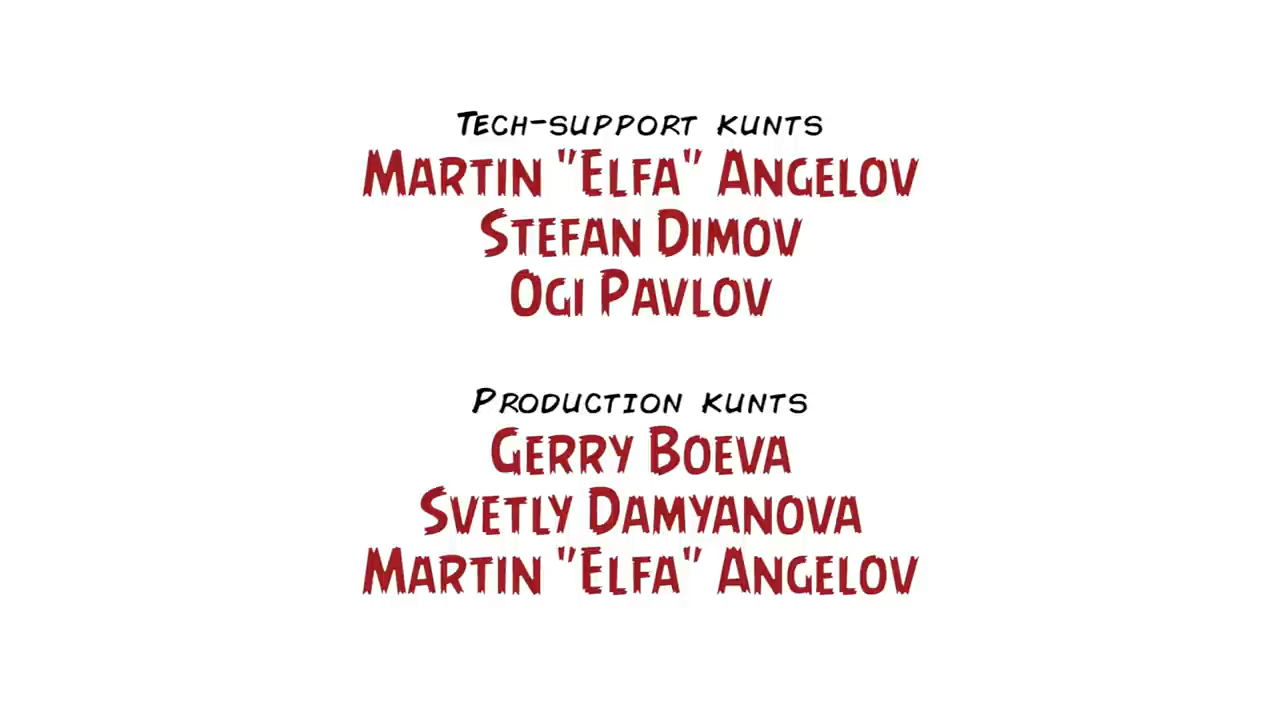 Tech-support kunts
Martin "Elfa" Angelov
Stefan Dimov
Ogi Pavlov
Production kunts
Gerry Boeva
Svetly Damyanova
Martin "Elfa" Angelov